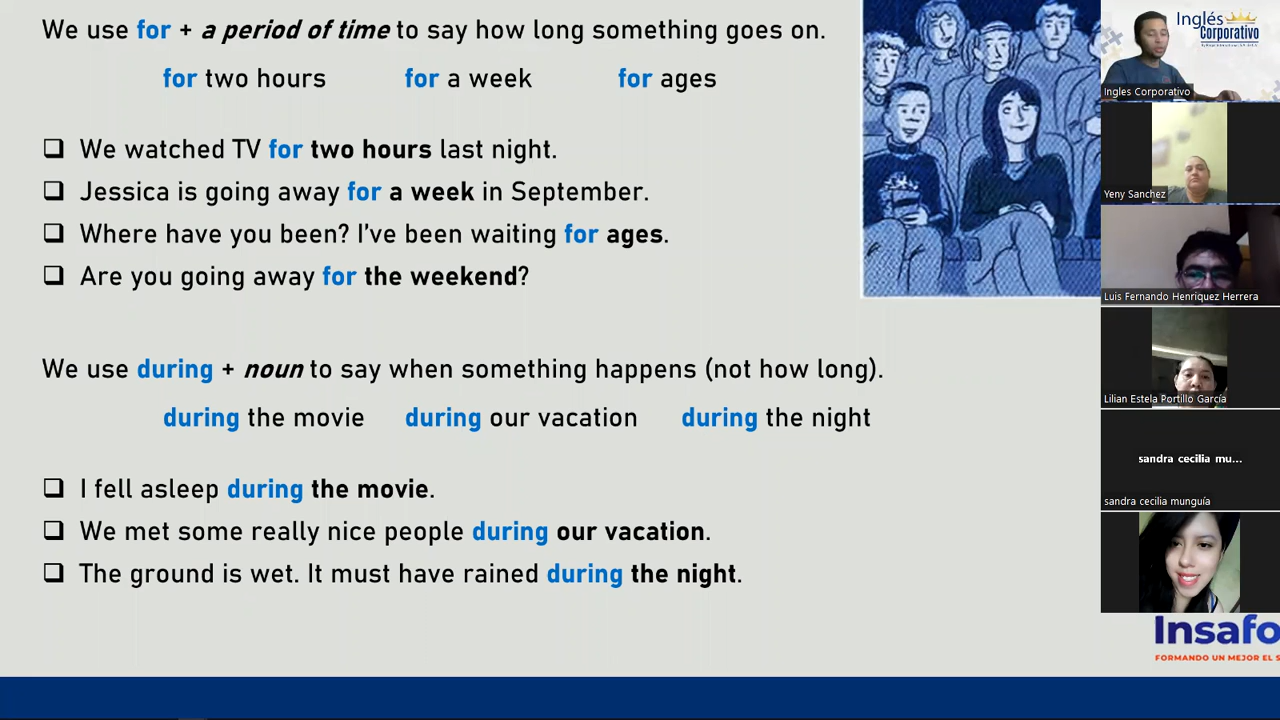 We use for + a period of time to say how long something goes on.
for two hours for a week for ages
We watched TV for two hours last night.
Jessica is going away for a week in September.
Where have you been? I've been waiting for ages.
Are you going away for the weekend?
We use during + noun to say when something happens (not how long).
during the movie during our vacation during the night
I fell asleep during the movie.
We met some really nice people during our vacation.
The ground is wet. It must have rained during the night.
Inglés
Corporativo
Ingles Corporativo
Yeny Sanchez
Luis Fernando Henriquez Herrera
Lilian Estela Portillo García
sandra cecilia mu...
sandra cecilia munguía
Insafo
FORMANDO UN MEJOR EL S